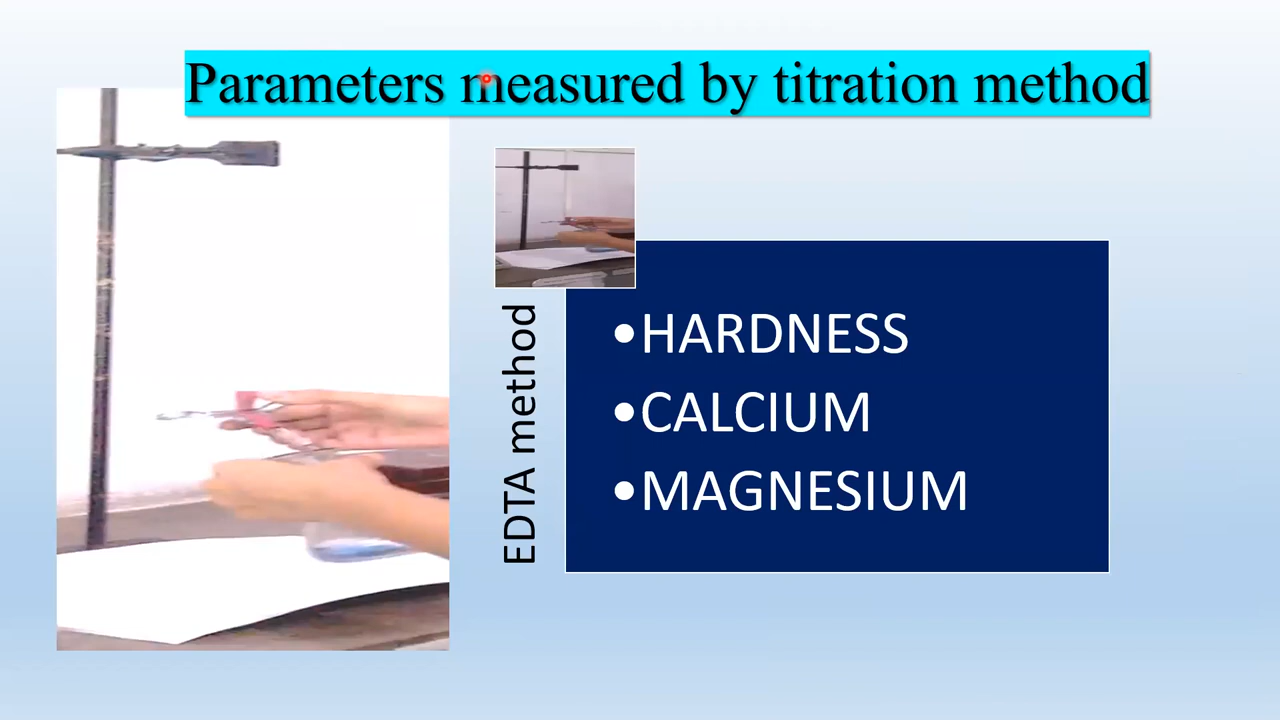 Parameters measured by titration method
EDTA method
•HARDNESS
•CALCIUM
•MAGNESIUM